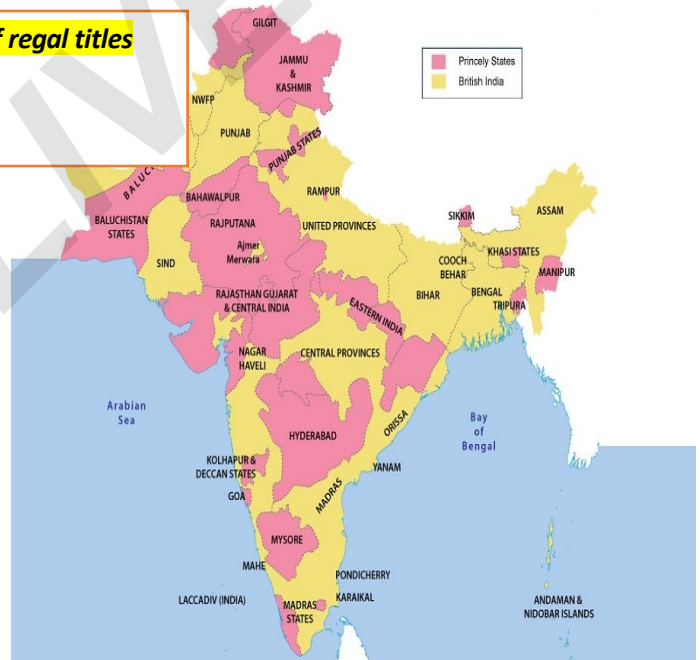 f regal titles
GILGIT
JAMMU
&
KASHMIR
Princely States
British India
NWFP
PUNJAB
PUNJAB STATES
BALUC
BAHAWALPUR
RAMPUR
BALUCHISTAN
STATES
RAJPUTANA
UNITED PROVINCES
SIKKIM
ASSAM
Ajmer
Merwara
SIND
COOCH
BEHAR
KHASI STATES
MANIPUR
RAJASTHAN GUJARAT
& CENTRAL INDIA
EASTERN INDIA
BIHAR
BENGAL
TRIPURA
NAGAR
HAVELI
CENTRAL PROVINCES
Arabian
Sea
ORISSA
Bay
of
Bengal
HYDERABAD
KOLHAPUR &
DECCAN STATES
YANAM
GOA
MADRAS
MYSORE
MAHE
PONDICHERRY
LACCADIV (INDIA)
KARAIKAL
MADRAS
STATES
ANDAMAN &
NIDOBAR ISLANDS